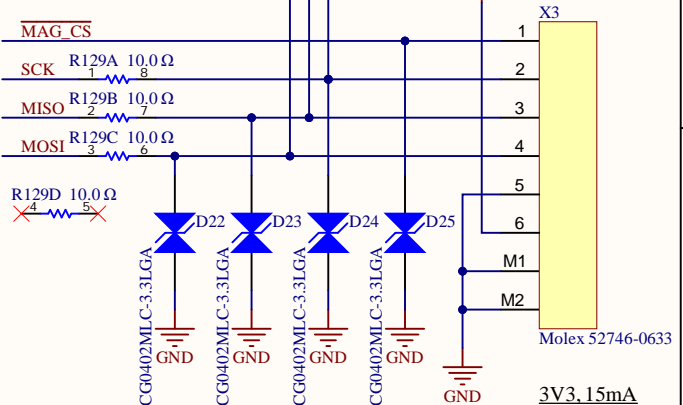 X3
MAG_CS
1
R129A 10.0 Ω
SCK
1
8
2
R129B 10.0 Ω
MISO
2
7
3
R129C 10.0 Ω
MOSI
3
6
4
R129D 10.0 Ω
4
5
5
D22
D23
D24
D25
6
CG0402MLC-3.3LGA
CG0402MLC-3.3LGA
CG0402MLC-3.3LGA
CG0402MLC-3.3LGA
M1
M2
Molex 52746-0633
GND
GND
GND
GND
GND
3V3, 15mA